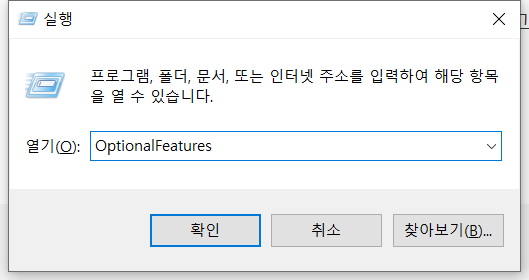 실행
프로그램, 폴더, 문서, 또는 인터넷 주소를 입력하여 해당 항목
을 열 수 있습니다.
열기(O): OptionalFeatures
확인 취소 찾아보기(B)...